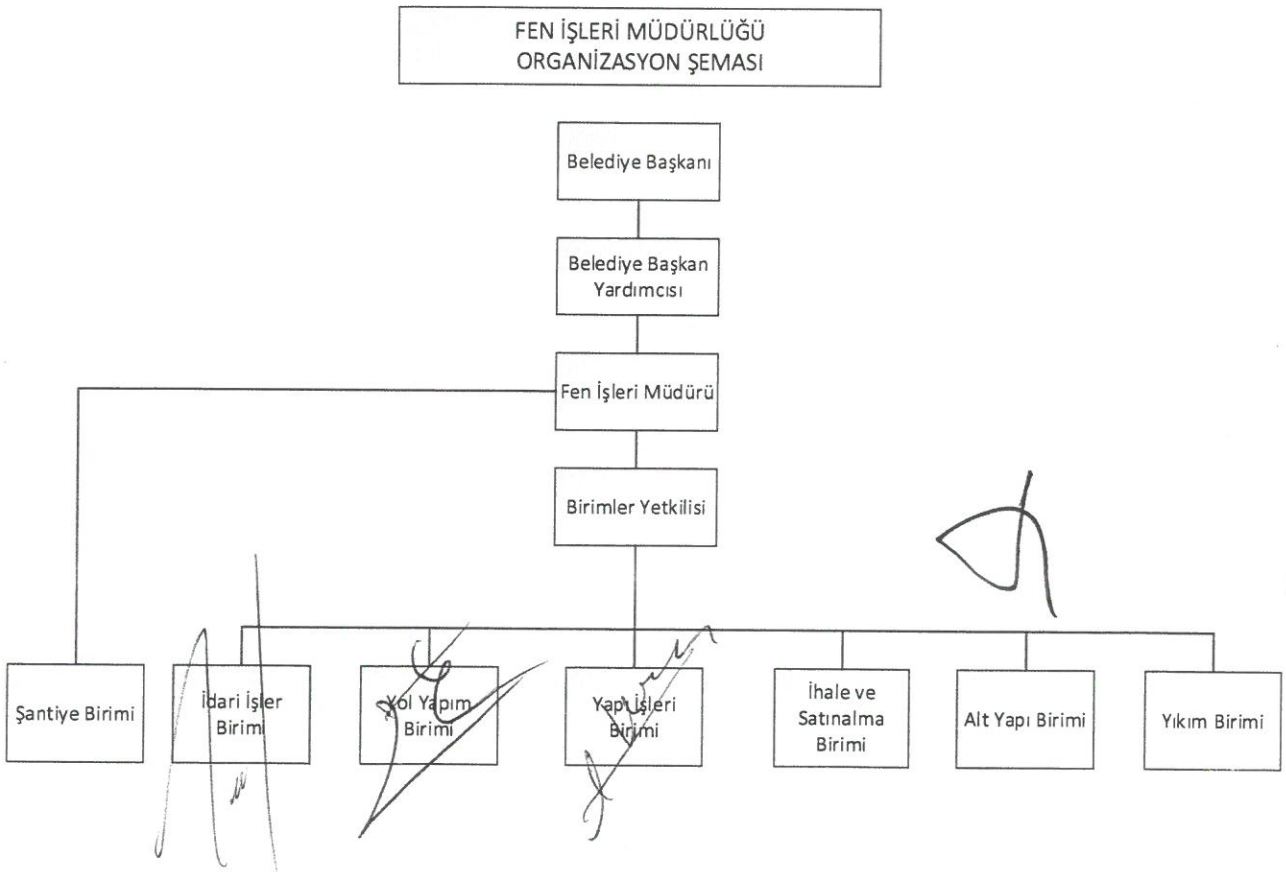 FEN İŞLERİ MÜDÜRLÜĞÜ
ORGANİZASYON ŞEMASI
Belediye Başkanı
Belediye Başkan
Yardımcısı
Fen İşleri Müdürü
Birimler Yetkilisi
Şantiye Birimi
İdari İşler
Birimi
Yol Yapım
Birimi
Yapı İşleri
Birimi
İhale ve
Satınalma
Birimi
Alt Yapı Birimi
Yıkım Birimi